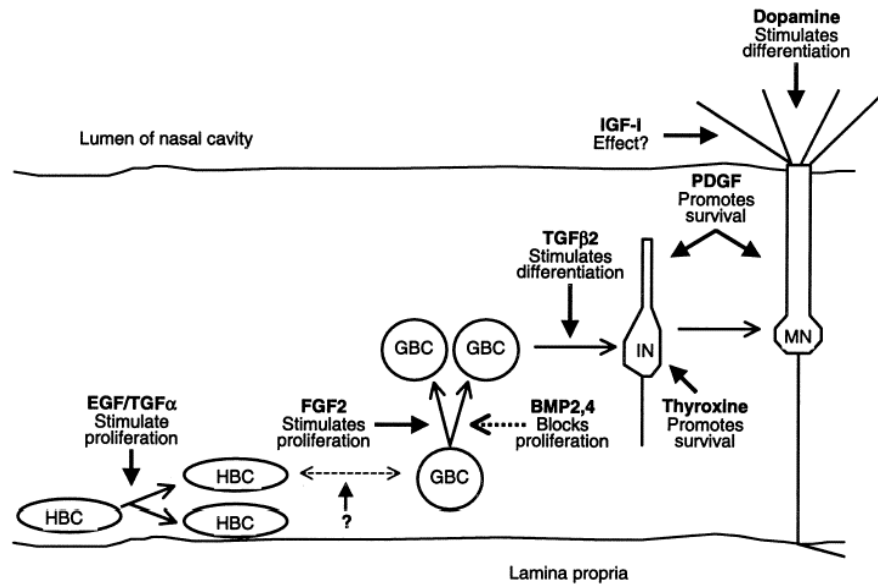 Dopamine
Stimulates
differentiation
Lumen of nasal cavity
IGF-I
Effect?
PDGF
Promotes
survival
TGFβ2
Stimulates
differentiation
GBC
GBC
IN
MN
EGF/TGFα
Stimulate
proliferation
FGF2
Stimulates
proliferation
BMP2,4
Blocks
proliferation
Thyroxine
Promotes
survival
HBC
HBC
HBC
GBC
?
Lamina propria